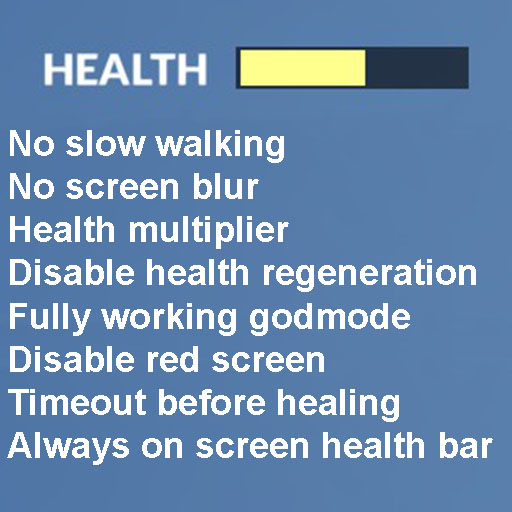 HEALTH
No slow walking
No screen blur
Health multiplier
Disable health regeneration
Fully working godmode
Disable red screen
Timeout before healing
Always on screen health bar